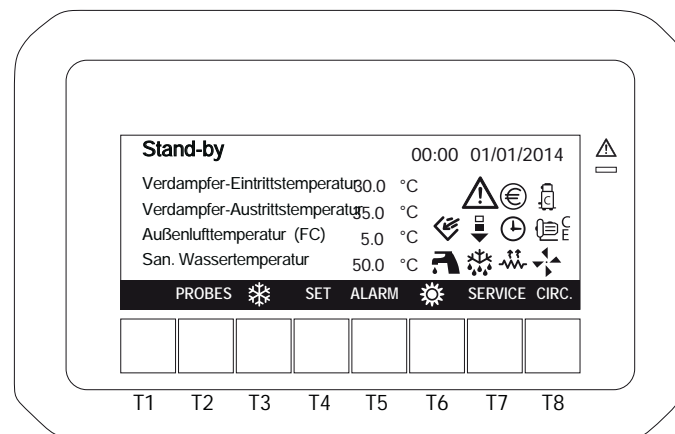 Stand-by 00:00 01/01/2014
Verdampfer-Eintrittstemperatur 30.0 °C
Verdampfer-Austrittstemperatur 35.0 °C
Außenlufttemperatur (FC) 5.0 °C
San. Wassertemperatur 50.0 °C
C
C
E
PROBES SET ALARM SERVICE CIRC.
T1 T2 T3 T4 T5 T6 T7 T8